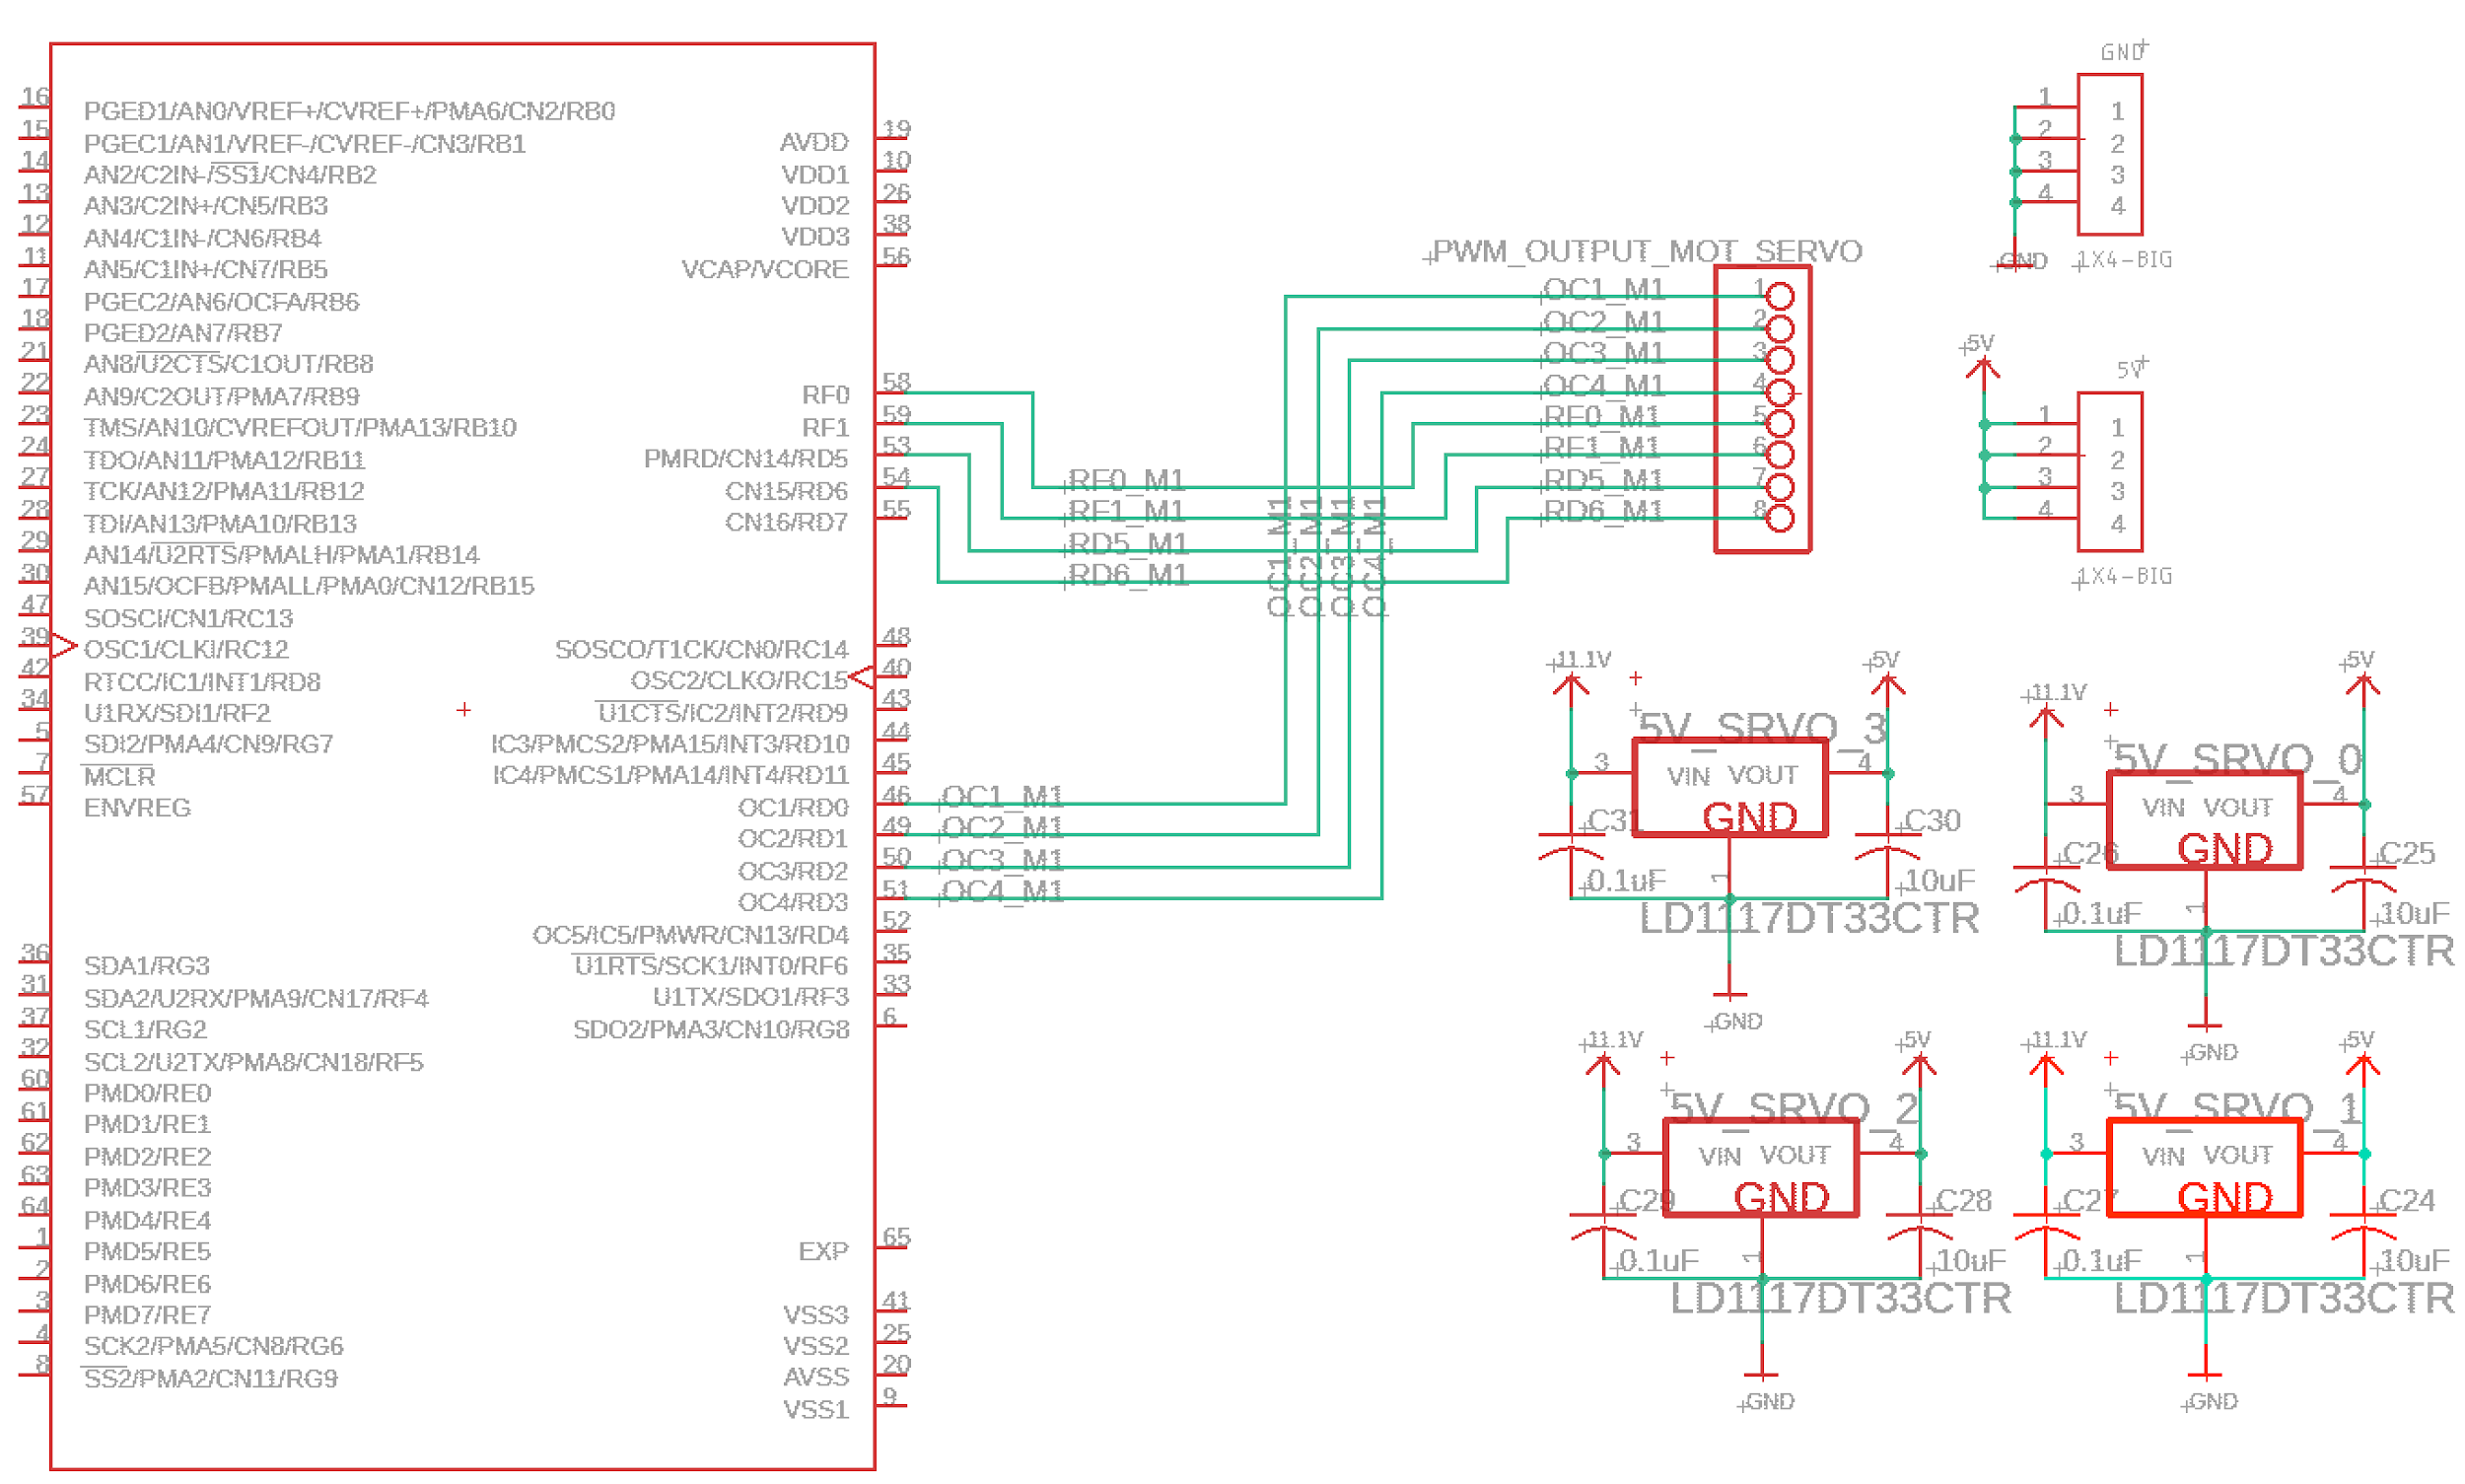 16 PGED1/AN0/VREF+/CVREF+/PMA6/CN2/RB0
15 PGEC1/AN1/VREF-/CVREF-/CN3/RB1
14 AN2/C2IN-/SS1/CN4/RB2
13 AN3/C2IN+/CN5/RB3
12 AN4/C1IN-/CN6/RB4
11 AN5/C1IN+/CN7/RB5
17 PGEC2/AN6/OCFA/RB6
18 PGED2/AN7/RB7
21 AN8/U2CTS/C1OUT/RB8
22 AN9/C2OUT/PMA7/RB9
23 TMS/AN10/CVREFOUT/PMA13/RB10
24 TDO/AN11/PMA12/RB11
27 TCK/AN12/PMA11/RB12
28 TDI/AN13/PMA10/RB13
29 AN14/U2RTS/PMALH/PMA1/RB14
30 AN15/OCFB/PMALL/PMA0/CN12/RB15
47 SOSCI/CN1/RC13
39 OSC1/CLKI/RC12
42 RTCC/IC1/INT1/RD8
34 U1RX/SDI1/RF2
5 SDI2/PMA4/CN9/RG7
7 MCLR
57 ENVREG
36 SDA1/RG3
31 SDA2/U2RX/PMA9/CN17/RF4
37 SCL1/RG2
32 SCL2/U2TX/PMA8/CN18/RF5
60 PMD0/RE0
61 PMD1/RE1
62 PMD2/RE2
63 PMD3/RE3
64 PMD4/RE4
1 PMD5/RE5
2 PMD6/RE6
3 PMD7/RE7
4 SCK2/PMA5/CN8/RG6
8 SS2/PMA2/CN11/RG9
AVDD 19
VDD1 10
VDD2 26
VDD3 38
VCAP/VCORE 56
RF0 58
RF1 59
PMRD/CN14/RD5 53
CN15/RD6 54
CN16/RD7 55
SOSCO/T1CK/CN0/RC14 48
OSC2/CLKO/RC15 40
U1CTS/IC2/INT2/RD9 43
IC3/PMCS2/PMA15/INT3/RD10 44
IC4/PMCS1/PMA14/INT4/RD11 45
OC1/RD0 46 OC1_M1
OC2/RD1 49 OC2_M1
OC3/RD2 50 OC3_M1
OC4/RD3 51 OC4_M1
OC5/IC5/PMWR/CN13/RD4 52
U1RTS/SCK1/INT0/RF6 35
U1TX/SDO1/RF3 33
SDO2/PMA3/CN10/RG8 6
EXP 65
VSS3 41
VSS2 25
AVSS 20
VSS1 9
RF0_M1
RF1_M1
RD5_M1
RD6_M1
OC1_M1
OC2_M1
OC3_M1
OC4_M1
PWM_OUTPUT_MOT_SERVO
OC1_M1 1
OC2_M1 2
OC3_M1 3
OC4_M1 4
RF0_M1 5
RF1_M1 6
RD5_M1 7
RD6_M1 8
GND
1 1
2 2
3 3
4 4
GND 1X4-BIG
5V
5V
1 1
2 2
3 3
4 4
1X4-BIG
11.1V 5V
5V_SRVO_3
3 VIN VOUT 4
GND
C31 C30
0.1uF 1 10uF
LD1117DT33CTR
GND
11.1V 5V
5V_SRVO_0
3 VIN VOUT 4
GND
C26 C25
0.1uF 1 10uF
LD1117DT33CTR
GND
11.1V 5V
5V_SRVO_2
3 VIN VOUT 4
GND
C29 C28
0.1uF 1 10uF
LD1117DT33CTR
GND
11.1V 5V
5V_SRVO_1
3 VIN VOUT 4
GND
C27 C24
0.1uF 1 10uF
LD1117DT33CTR
GND